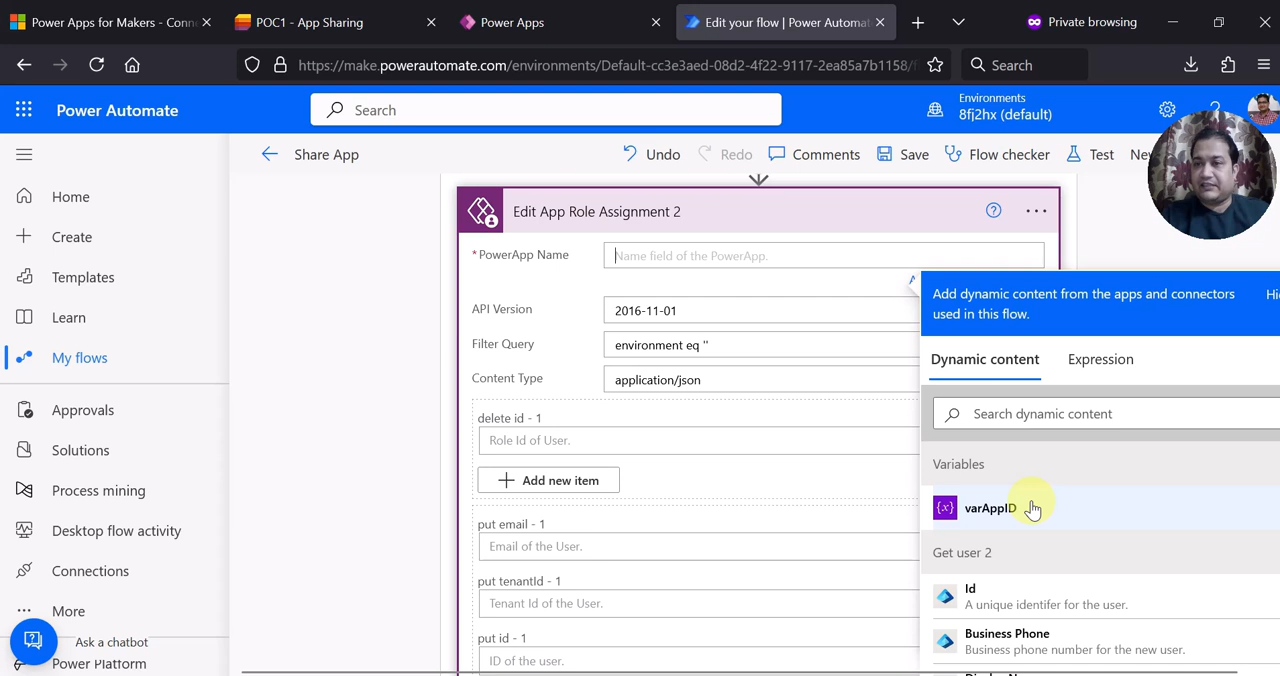 Power Apps for Makers - Conn
POC1 - App Sharing
Power Apps
Edit your flow | Power Automat
Private browsing
https://make.powerautomate.com/environments/Default-cc3e3aed-08d2-4f22-9117-2ea85a7b1158/f
Search
Power Automate
Search
Environments
8fj2hx (default)
Share App
Undo
Redo
Comments
Save
Flow checker
Test
Home
Create
Templates
Learn
My flows
Approvals
Solutions
Process mining
Desktop flow activity
Connections
More
Ask a chatbot
Power Platform
Edit App Role Assignment 2
* PowerApp Name
Name field of the PowerApp.
API Version
2016-11-01
Filter Query
environment eq ''
Content Type
application/json
delete id - 1
Role Id of User.
Add new item
put email - 1
Email of the User.
put tenantId - 1
Tenant Id of the User.
put id - 1
ID of the user.
Add dynamic content from the apps and connectors
used in this flow.
Hi
Dynamic content
Expression
Search dynamic content
Variables
{x} varAppID
Get user 2
Id
A unique identifer for the user.
Business Phone
Business phone number for the new user.